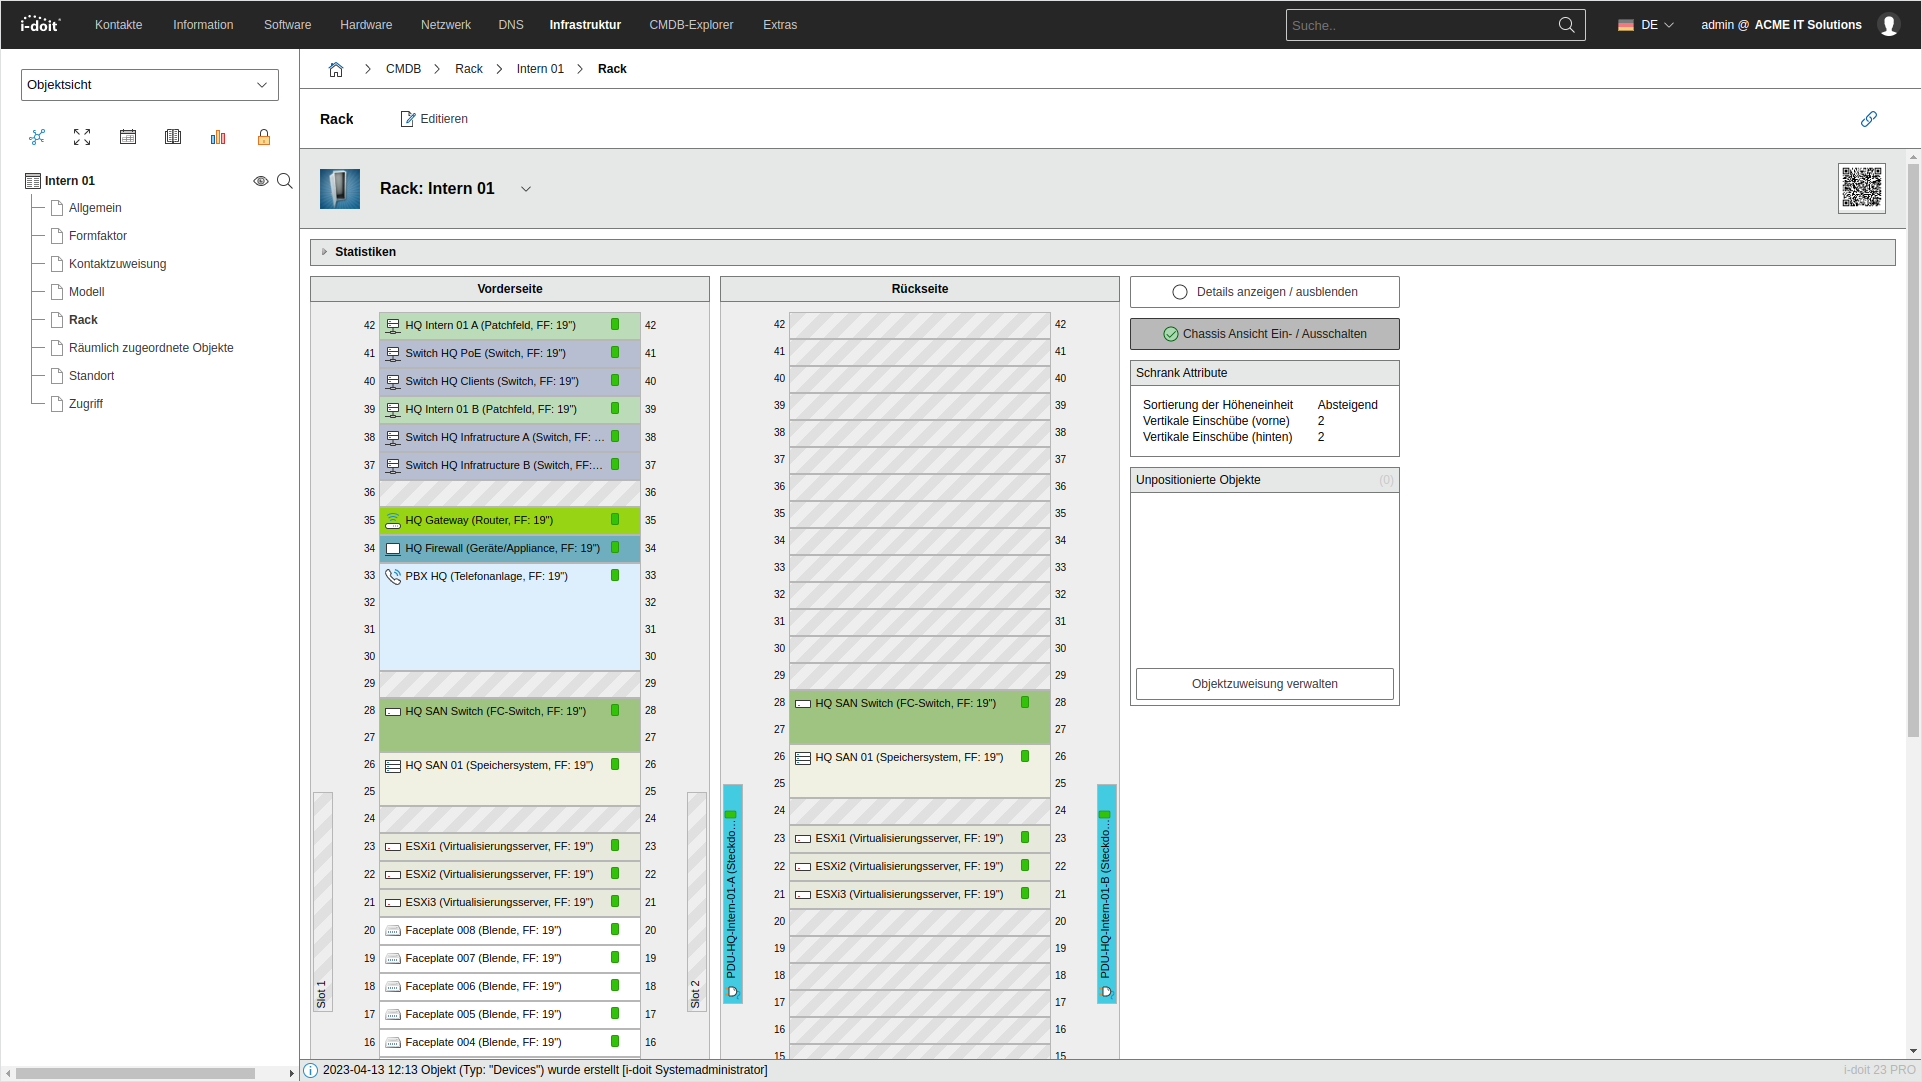 i-doit Kontakte Information Software Hardware Netzwerk DNS Infrastruktur CMDB-Explorer Extras Suche.. DE admin @ ACME IT Solutions
Objektsicht
CMDB Rack Intern 01 Rack
Rack Editieren
Intern 01
Allgemein
Formfaktor
Kontaktzuweisung
Modell
Rack
Räumlich zugeordnete Objekte
Standort
Zugriff
Rack: Intern 01
Statistiken
Vorderseite
42 HQ Intern 01 A (Patchfeld, FF: 19") 42
41 Switch HQ PoE (Switch, FF: 19") 41
40 Switch HQ Clients (Switch, FF: 19") 40
39 HQ Intern 01 B (Patchfeld, FF: 19") 39
38 Switch HQ Infratructure A (Switch, FF: ... 38
37 Switch HQ Infratructure B (Switch, FF:... 37
36 36
35 HQ Gateway (Router, FF: 19") 35
34 HQ Firewall (Geräte/Appliance, FF: 19") 34
33 PBX HQ (Telefonanlage, FF: 19") 33
32 32
31 31
30 30
29 29
28 HQ SAN Switch (FC-Switch, FF: 19") 28
27 27
26 HQ SAN 01 (Speichersystem, FF: 19") 26
25 25
24 24
23 ESXi1 (Virtualisierungsserver, FF: 19") 23
22 ESXi2 (Virtualisierungsserver, FF: 19") 22
21 ESXi3 (Virtualisierungsserver, FF: 19") 21
20 Faceplate 008 (Blende, FF: 19") 20
19 Faceplate 007 (Blende, FF: 19") 19
18 Faceplate 006 (Blende, FF: 19") 18
17 Faceplate 005 (Blende, FF: 19") 17
16 Faceplate 004 (Blende, FF: 19") 16
Slot 1
Slot 2
Rückseite
42 42
41 41
40 40
39 39
38 38
37 37
36 36
35 35
34 34
33 33
32 32
31 31
30 30
29 29
28 HQ SAN Switch (FC-Switch, FF: 19") 28
27 27
26 HQ SAN 01 (Speichersystem, FF: 19") 26
25 25
24 24
23 ESXi1 (Virtualisierungsserver, FF: 19") 23
22 ESXi2 (Virtualisierungsserver, FF: 19") 22
21 ESXi3 (Virtualisierungsserver, FF: 19") 21
20 20
19 19
18 18
17 17
16 16
15 15
PDU-HQ-Intern-01-A (Steckdo...
PDU-HQ-Intern-01-B (Steckdo...
Details anzeigen / ausblenden
Chassis Ansicht Ein- / Ausschalten
Schrank Attribute
Sortierung der Höheneinheit Absteigend
Vertikale Einschübe (vorne) 2
Vertikale Einschübe (hinten) 2
Unpositionierte Objekte (0)
Objektzuweisung verwalten
2023-04-13 12:13 Objekt (Typ: "Devices") wurde erstellt [i-doit Systemadministrator]
i-doit 23 PRO